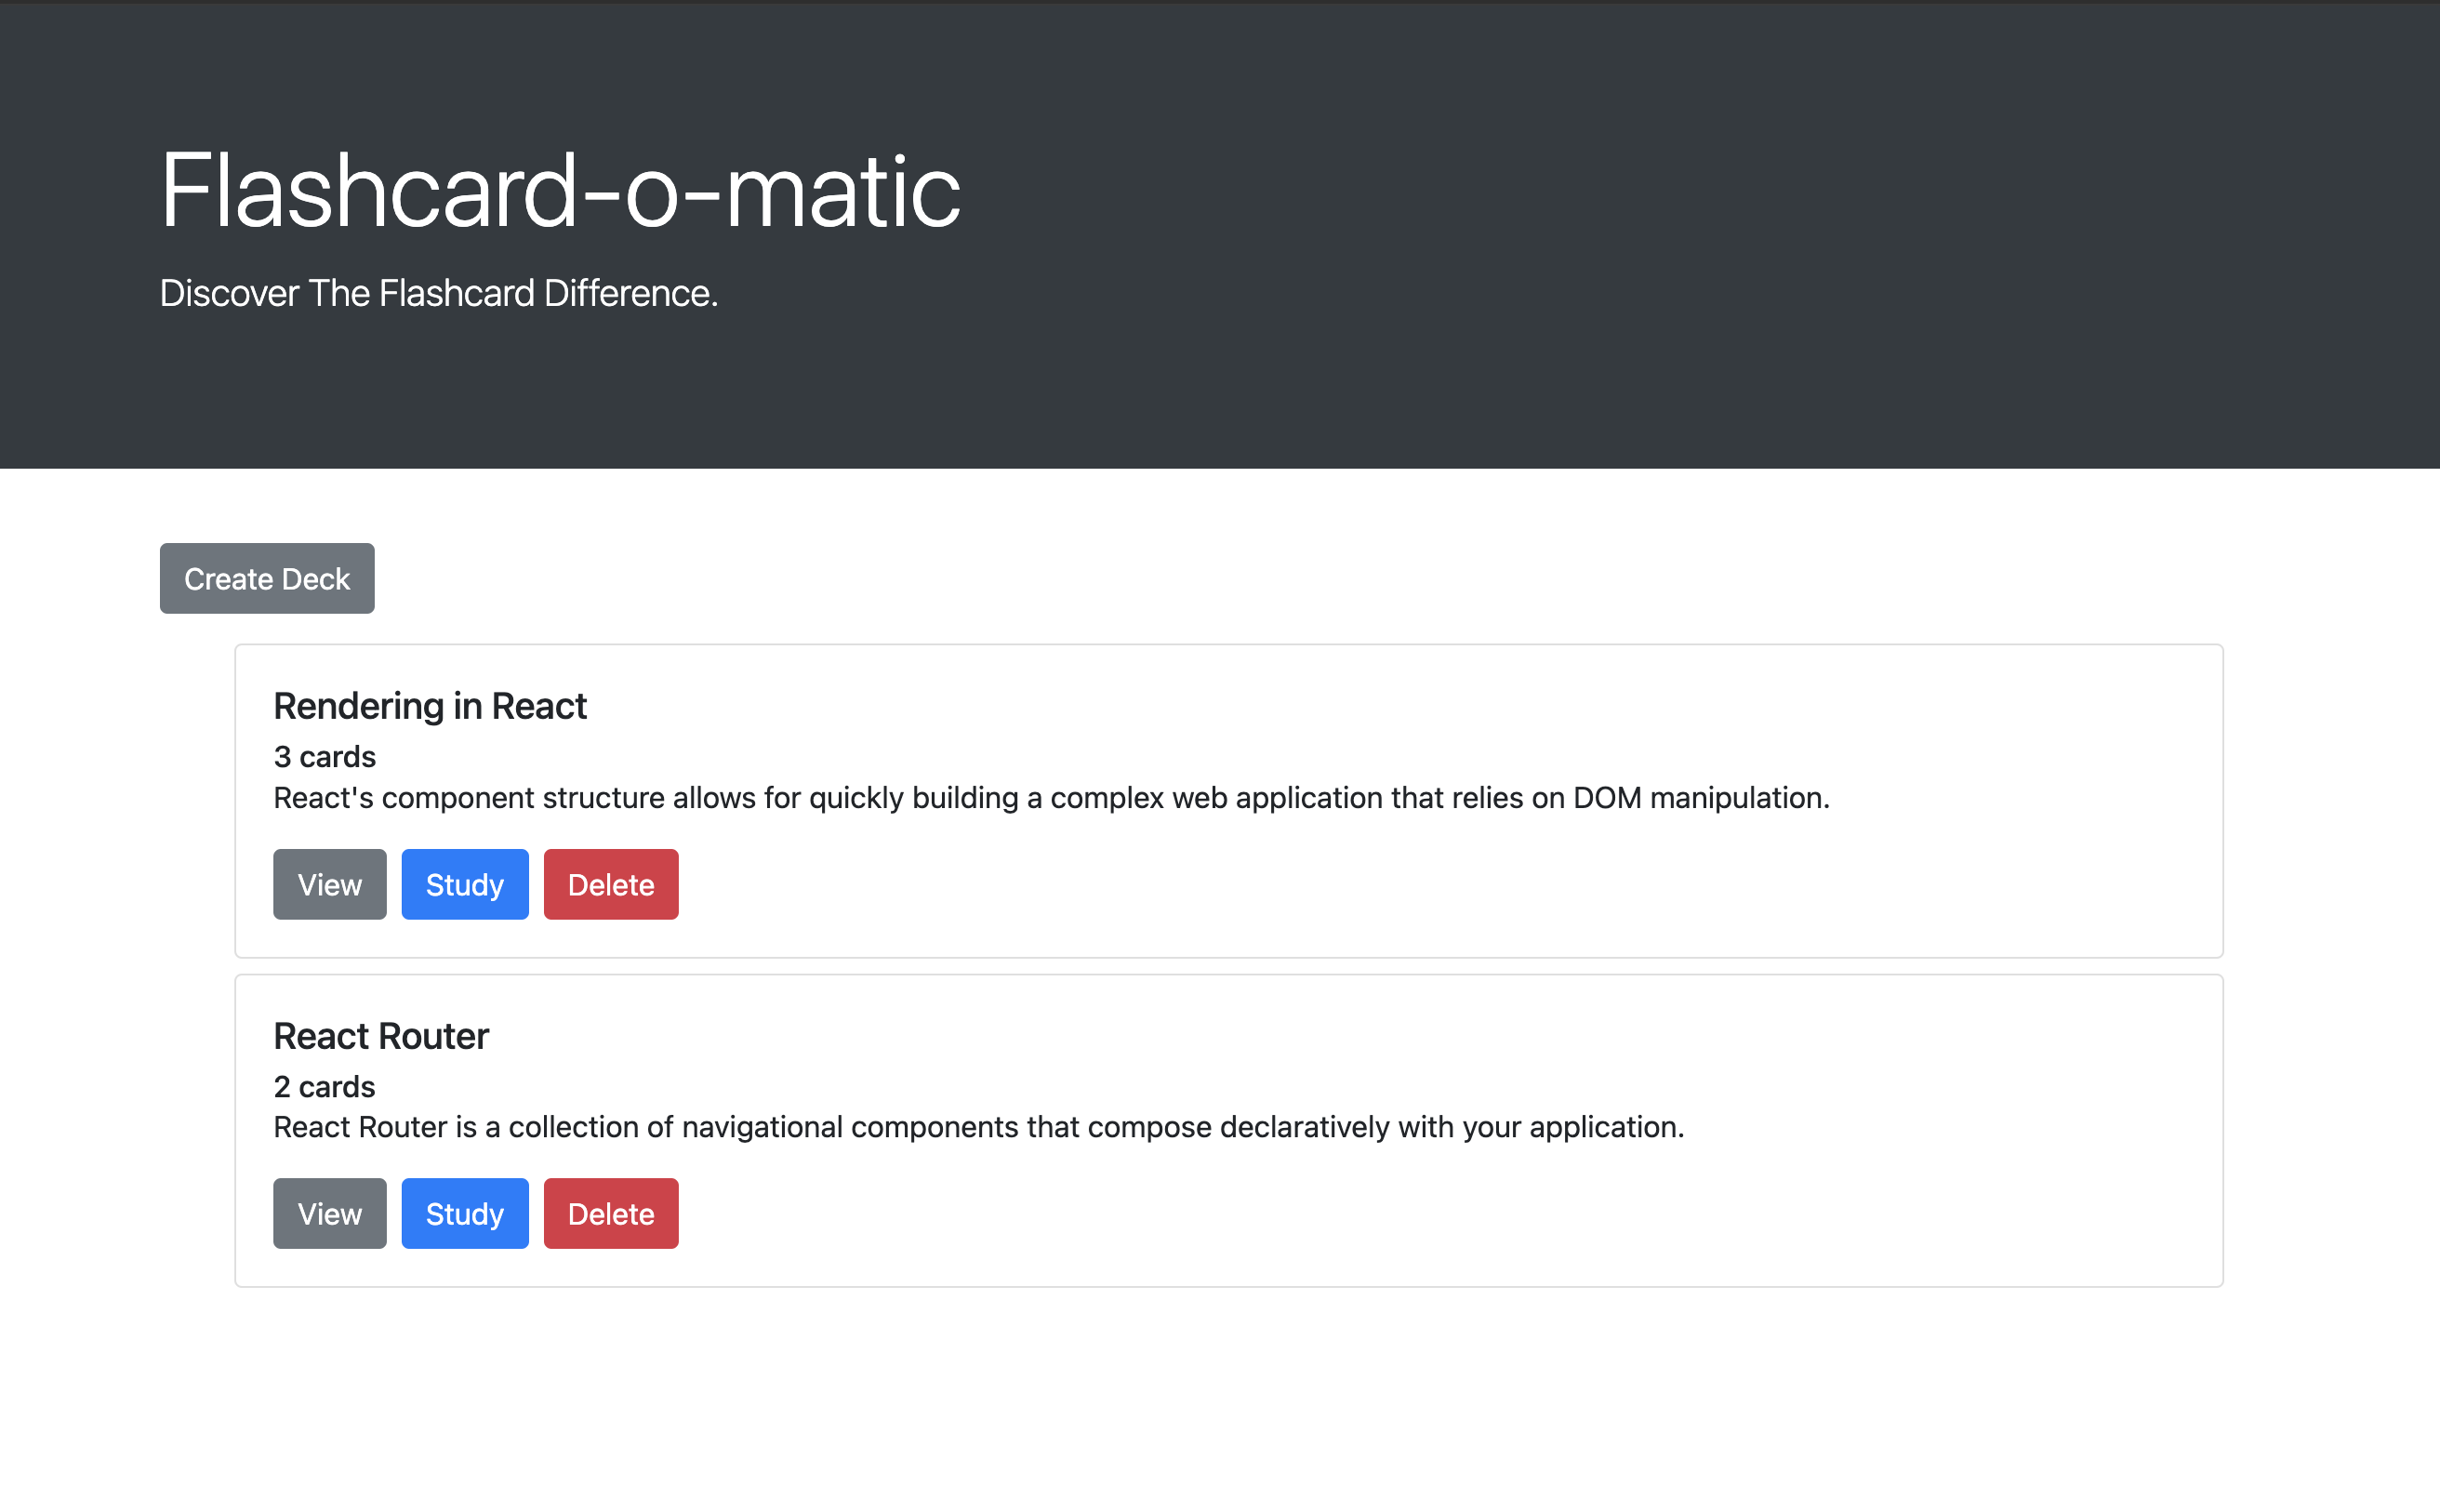 Flashcard-o-matic
Discover The Flashcard Difference.
Create Deck
Rendering in React
3 cards
React's component structure allows for quickly building a complex web application that relies on DOM manipulation.
View Study Delete
React Router
2 cards
React Router is a collection of navigational components that compose declaratively with your application.
View Study Delete